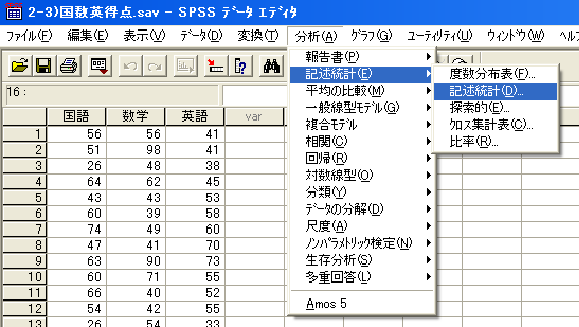 2-3)国数英得点.sav - SPSS データ エディタ
ファイル(F) 編集(E) 表示(V) データ(D) 変換(T) 分析(A) グラフ(G) ユーティリティ(U) ウィンドウ(W) ヘル
16 :
国語 数学 英語 var
1 56 56 41
2 51 98 41
3 26 48 38
4 64 62 45
5 43 43 53
6 60 39 58
7 74 49 60
8 47 41 70
9 63 90 73
10 60 71 55
11 66 40 52
12 54 42 55
13 26 54 33
報告書(P)
記述統計(E)
平均の比較(M)
一般線型モデル(G)
複合モデル
相関(C)
回帰(R)
対数線型(O)
分類(Y)
データの分解(D)
尺度(A)
ノンパラメトリック検定(N)
生存分析(S)
多重回答(L)
Amos 5
度数分布表(F)...
記述統計(D)...
探索的(E)...
クロス集計表(C)...
比率(R)...